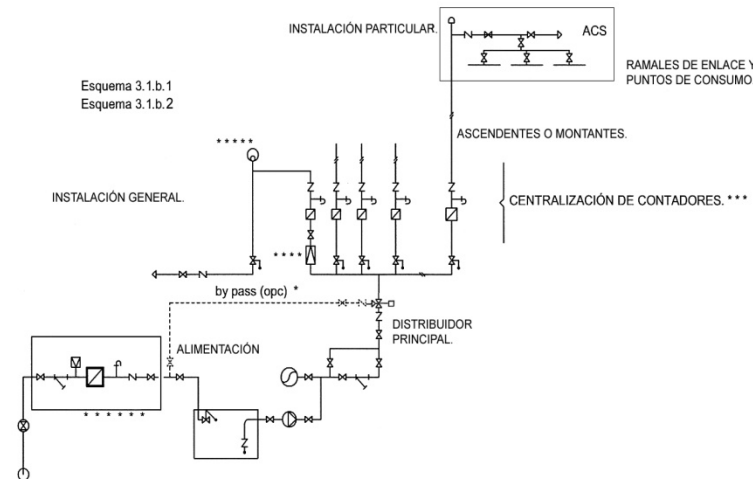 INSTALACIÓN PARTICULAR.
ACS
RAMALES DE ENLACE Y
PUNTOS DE CONSUMO.
Esquema 3.1.b.1
Esquema 3.1.b.2
ASCENDENTES O MONTANTES.
* * * * *
INSTALACIÓN GENERAL.
CENTRALIZACIÓN DE CONTADORES. * * *
* * * *
by pass (opc) *
DISTRIBUIDOR
PRINCIPAL.
ALIMENTACIÓN
* * * * * *